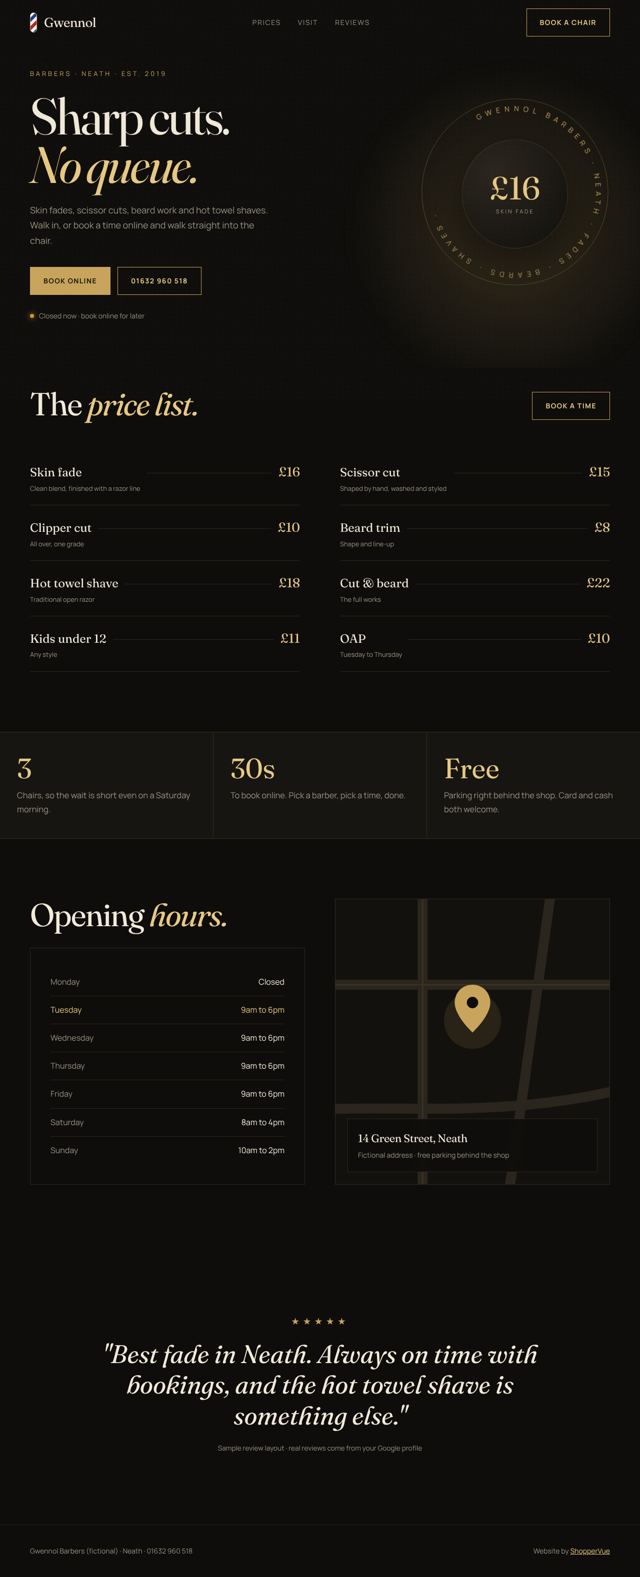 Gwennol
PRICES VISIT REVIEWS
BOOK A CHAIR
BARBERS · NEATH · EST. 2019
Sharp cuts.
No queue.
Skin fades, scissor cuts, beard work and hot towel shaves.
Walk in, or book a time online and walk straight into the
chair.
BOOK ONLINE
01632 960 518
Closed now · book online for later
GWENNOL BARBERS · NEATH · FADES · BEARDS · SHAVES ·
£16
SKIN FADE
The price list.
BOOK A TIME
Skin fade £16
Clean blend, finished with a razor line
Scissor cut £15
Shaped by hand, washed and styled
Clipper cut £10
All over, one grade
Beard trim £8
Shape and line-up
Hot towel shave £18
Traditional open razor
Cut & beard £22
The full works
Kids under 12 £11
Any style
OAP £10
Tuesday to Thursday
3
Chairs, so the wait is short even on a Saturday
morning.
30s
To book online. Pick a barber, pick a time, done.
Free
Parking right behind the shop. Card and cash
both welcome.
Opening hours.
Monday Closed
Tuesday 9am to 6pm
Wednesday 9am to 6pm
Thursday 9am to 6pm
Friday 9am to 6pm
Saturday 8am to 4pm
Sunday 10am to 2pm
14 Green Street, Neath
Fictional address · free parking behind the shop
★★★★★
"Best fade in Neath. Always on time with
bookings, and the hot towel shave is
something else."
Sample review layout · real reviews come from your Google profile
Gwennol Barbers (fictional) · Neath · 01632 960 518
Website by ShopperVue